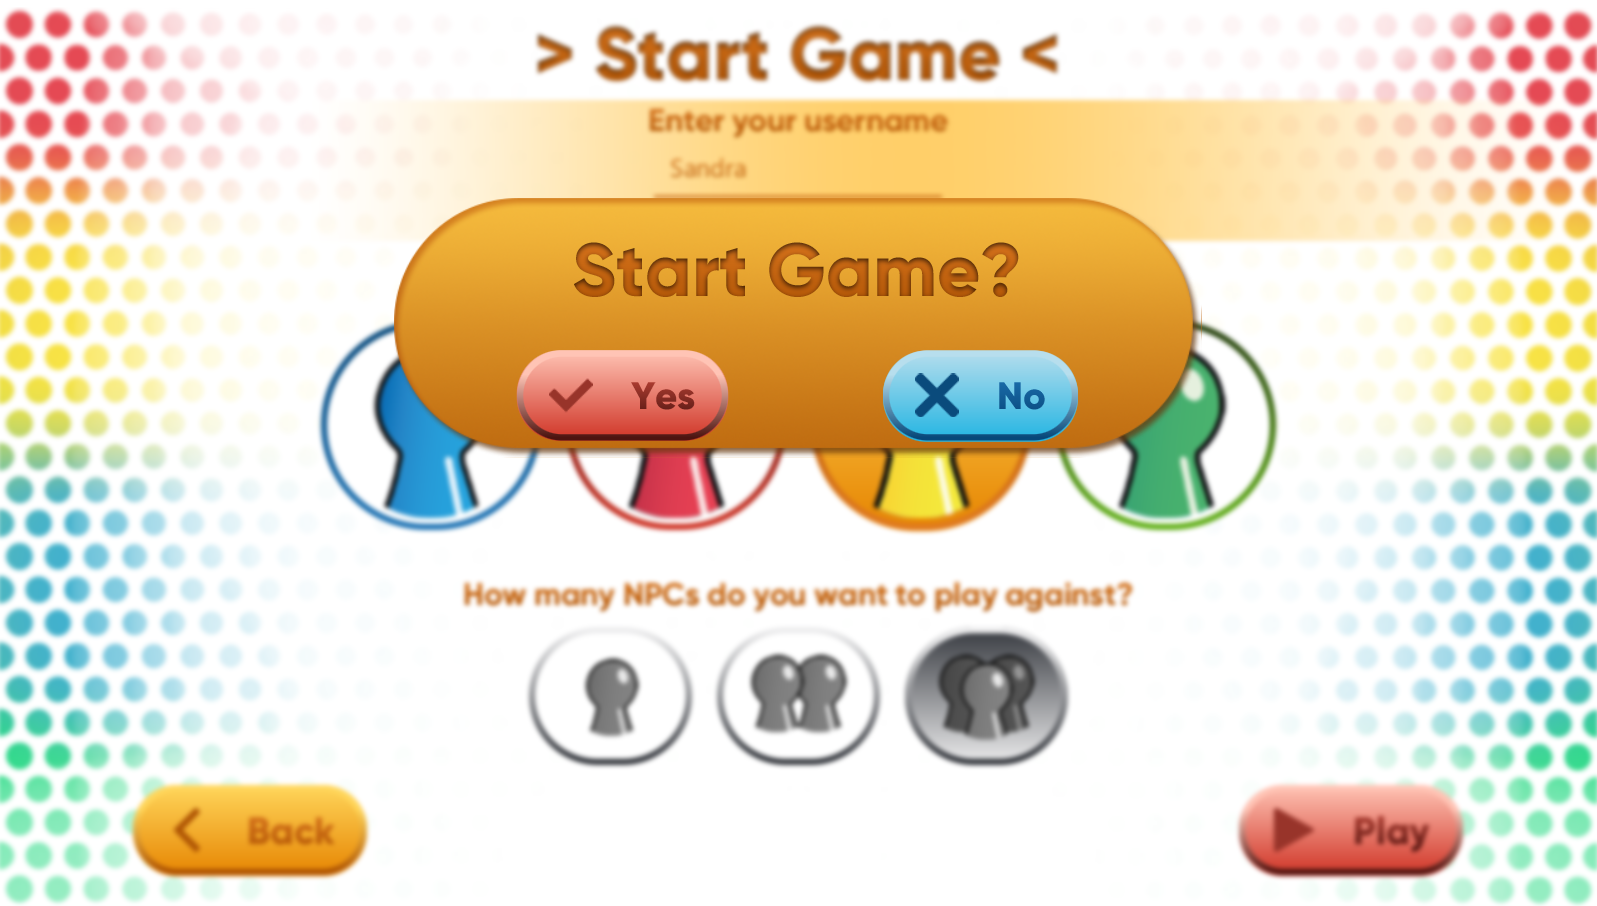 > Start Game <
Enter your username
Sandra
Start Game?
Yes
No
How many NPCs do you want to play against?
Back
Play